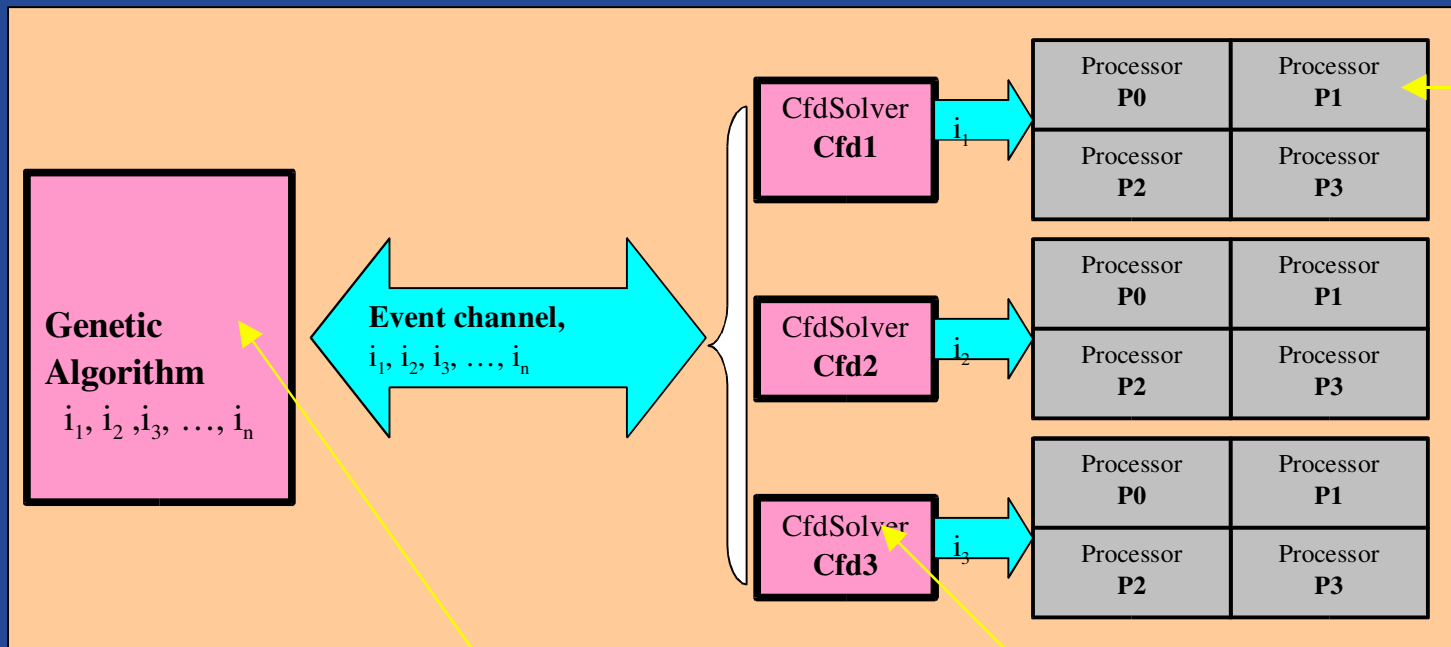 Genetic
Algorithm
i₁, i₂ ,i₃, …, iₙ
Event channel,
i₁, i₂, i₃, …, iₙ
CfdSolver
Cfd1
i₁
Processor
P0
Processor
P1
Processor
P2
Processor
P3
CfdSolver
Cfd2
i₂
Processor
P0
Processor
P1
Processor
P2
Processor
P3
CfdSolver
Cfd3
i₃
Processor
P0
Processor
P1
Processor
P2
Processor
P3